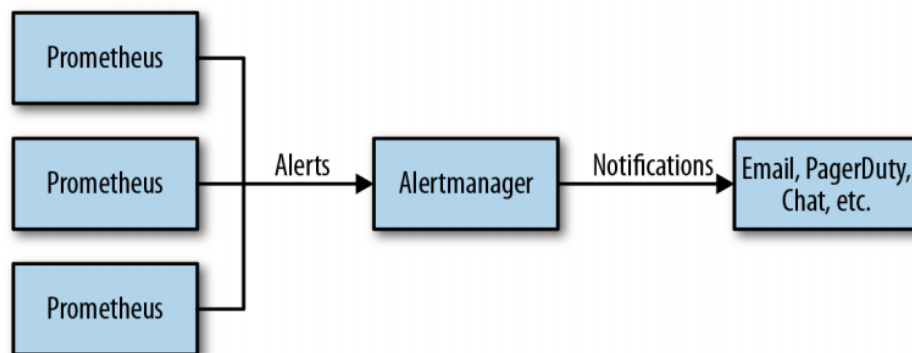 Prometheus
Prometheus
Alerts
Alertmanager
Notifications
Email, PagerDuty,
Chat, etc.
Prometheus